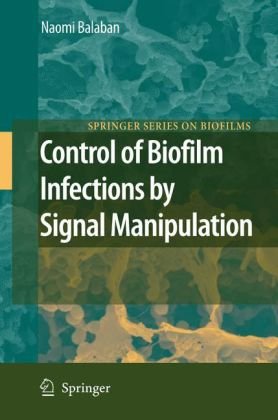 Naomi Balaban
SPRINGER SERIES ON BIOFILMS
Control of Biofilm
Infections by
Signal Manipulation
Springer